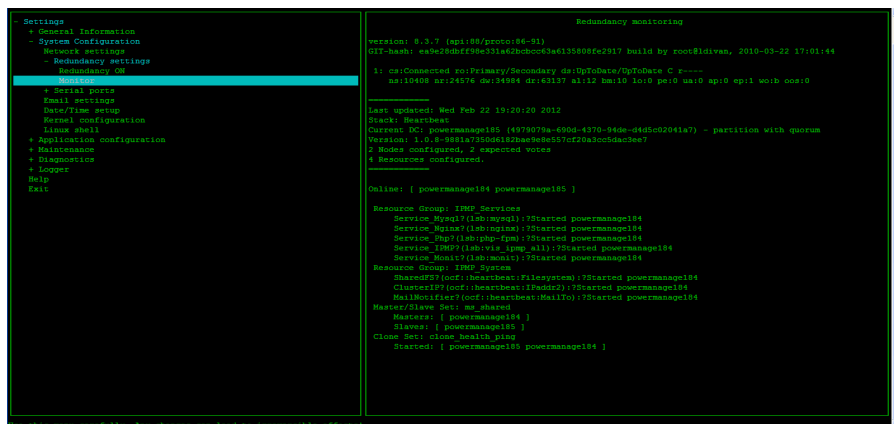 - Settings
+ General Information
- System Configuration
Network settings
- Redundancy settings
Redundancy ON
Monitor
+ Serial ports
Email settings
Date/Time setup
Kernel configuration
Linux shell
+ Application configuration
+ Maintenance
+ Diagnostics
+ Logger
Help
Exit
Redundancy monitoring
version: 8.3.7 (api:88/proto:86-91)
GIT-hash: ea9e28dbff98e331a62bcbcc63a6135808fe2917 build by root@ldivan, 2010-03-22 17:01:44
1: cs:Connected ro:Primary/Secondary ds:UpToDate/UpToDate C r----
ns:10408 nr:24576 dw:34984 dr:63137 al:12 bm:10 lo:0 pe:0 ua:0 ap:0 ep:1 wo:b oos:0
============
Last updated: Wed Feb 22 19:20:20 2012
Stack: Heartbeat
Current DC: powermanage185 (4979079a-690d-4370-94de-d4d5c02041a7) - partition with quorum
Version: 1.0.8-9881a7350d6182bae9e8e557cf20a3cc5dac3ee7
2 Nodes configured, 2 expected votes
4 Resources configured.
============
Online: [ powermanage184 powermanage185 ]
Resource Group: IPMP_Services
Service_Mysql?(lsb:mysql):?Started powermanage184
Service_Nginx?(lsb:nginx):?Started powermanage184
Service_Php?(lsb:php-fpm):?Started powermanage184
Service_IPMP?(lsb:vis_ipmp_all):?Started powermanage184
Service_Monit?(lsb:monit):?Started powermanage184
Resource Group: IPMP_System
SharedFS?(ocf::heartbeat:Filesystem):?Started powermanage184
ClusterIP?(ocf::heartbeat:IPaddr2):?Started powermanage184
MailNotifier?(ocf::heartbeat:MailTo):?Started powermanage184
Master/Slave Set: ms_shared
Masters: [ powermanage184 ]
Slaves: [ powermanage185 ]
Clone Set: clone_health_ping
Started: [ powermanage185 powermanage184 ]